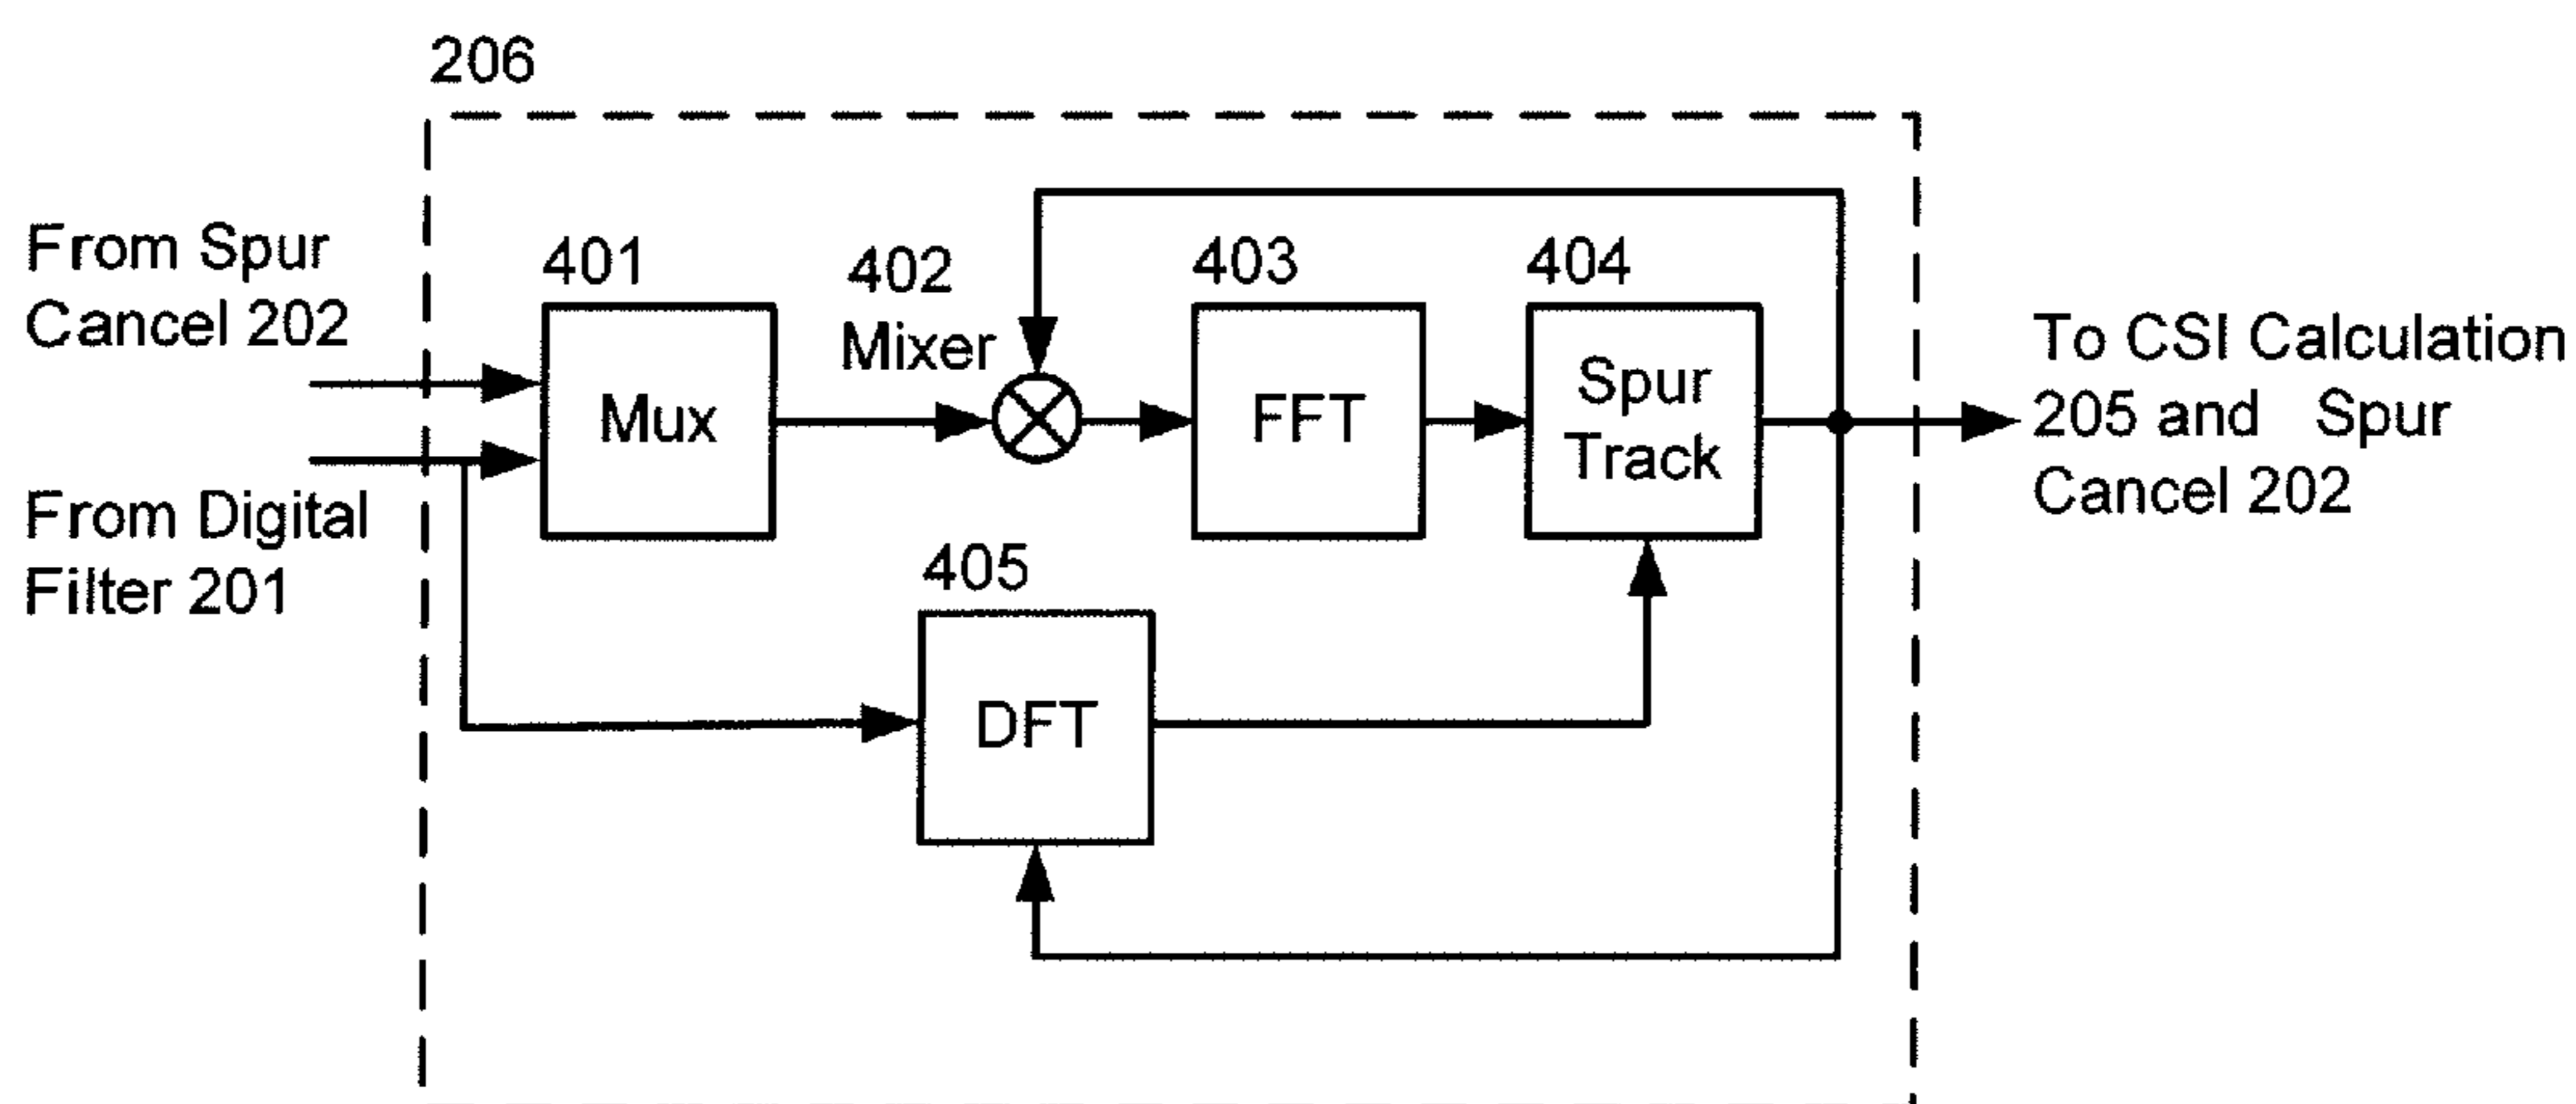 206
From Spur
Cancel 202
From Digital
Filter 201
401
Mux
402
Mixer
403
FFT
404
Spur
Track
405
DFT
To CSI Calculation
205 and Spur
Cancel 202